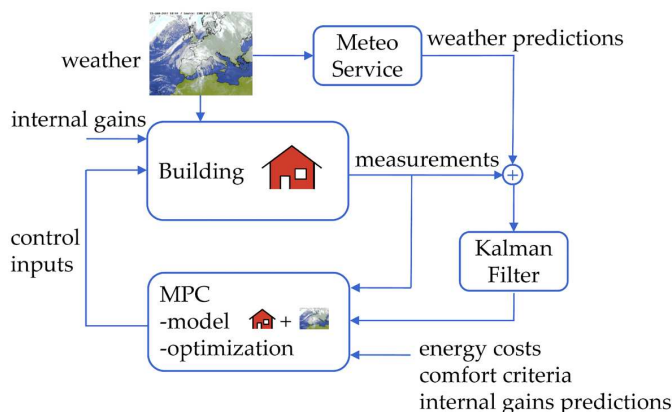 weather
Meteo
Service
weather predictions
internal gains
Building
measurements
+
control
inputs
Kalman
Filter
MPC
-model +
-optimization
energy costs
comfort criteria
internal gains predictions